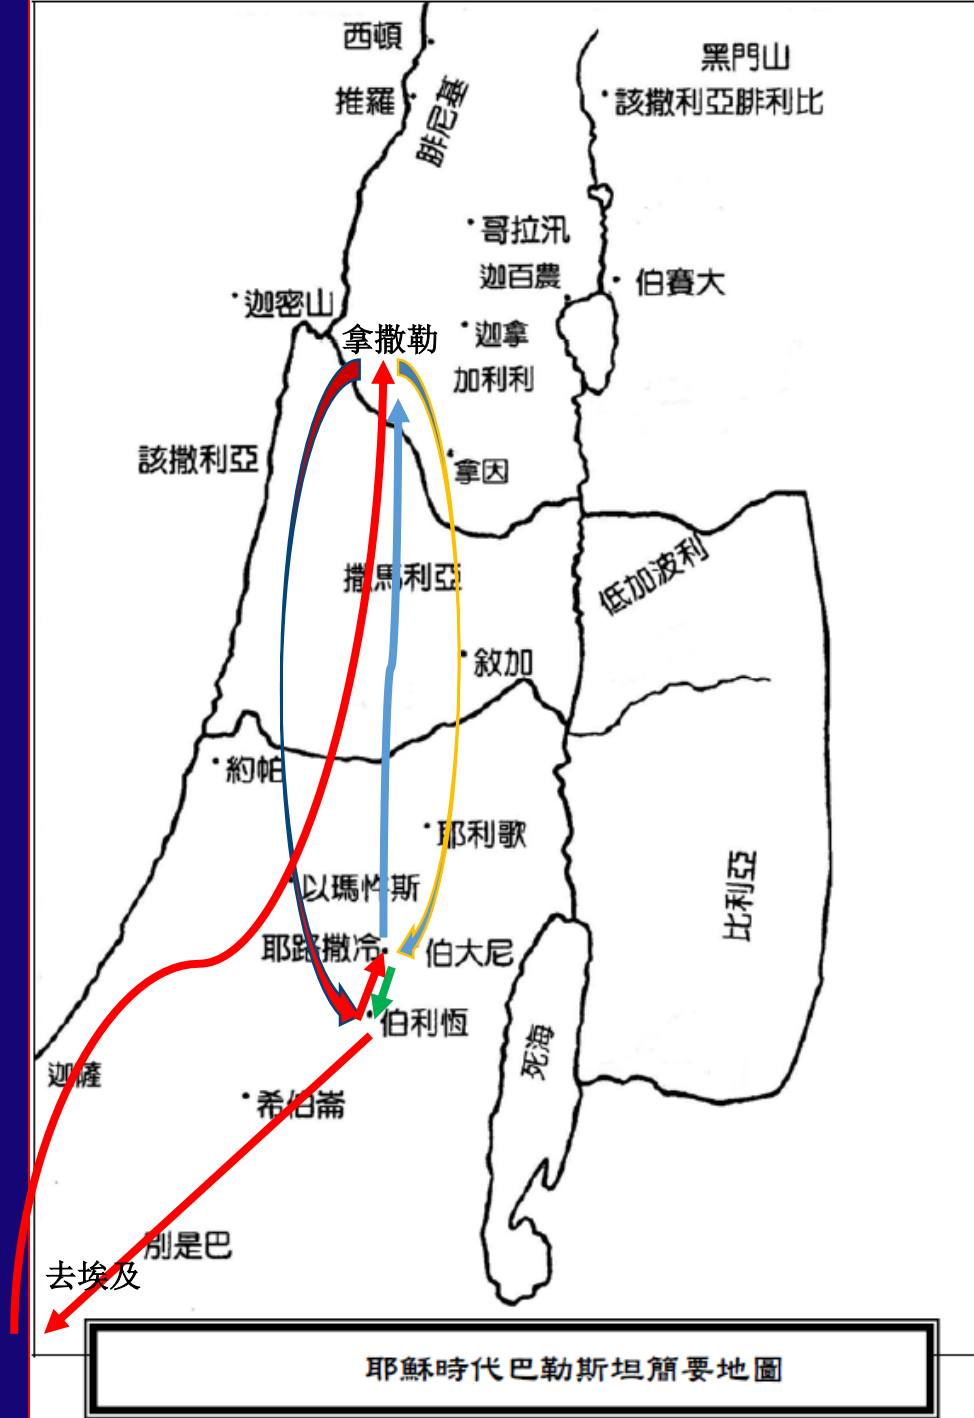 西頓
黑門山
推羅
該撒利亞腓利比
腓尼基
哥拉汛
迦百農
伯賽大
迦密山
拿撒勒
迦拿
加利利
該撒利亞
拿因
撒馬利亞
低加波利
敘加
約帕
耶利歌
以瑪忤斯
比利亞
耶路撒冷
伯大尼
伯利恆
死海
迦薩
希伯崙
別是巴
去埃及
耶穌時代巴勒斯坦簡要地圖